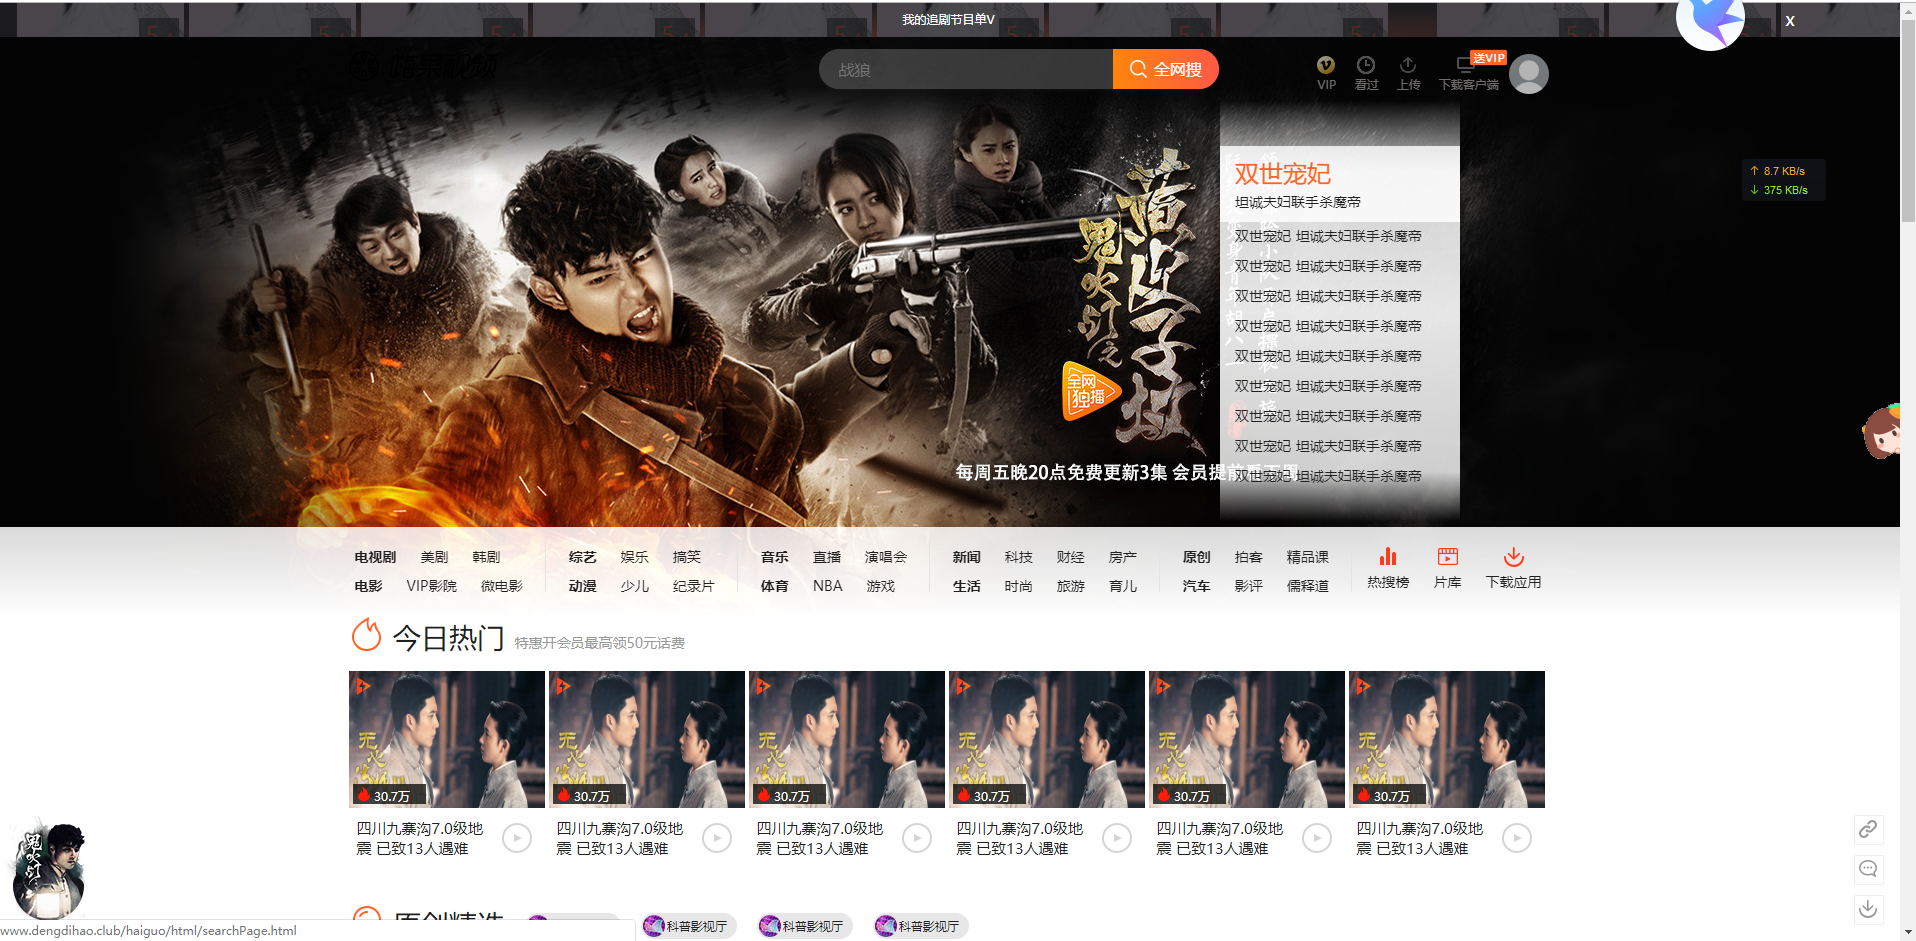 我的追剧节目单V
X
战狼
全网搜
VIP
看过
上传
送VIP
下载客户端
8.7 KB/s
375 KB/s
鬼吹灯之
黄皮子坟
全网
独播
每周五晚20点免费更新3集 会员提前看下周
双世宠妃
坦诚夫妇联手杀魔帝
双世宠妃 坦诚夫妇联手杀魔帝
双世宠妃 坦诚夫妇联手杀魔帝
双世宠妃 坦诚夫妇联手杀魔帝
双世宠妃 坦诚夫妇联手杀魔帝
双世宠妃 坦诚夫妇联手杀魔帝
双世宠妃 坦诚夫妇联手杀魔帝
双世宠妃 坦诚夫妇联手杀魔帝
双世宠妃 坦诚夫妇联手杀魔帝
双世宠妃 坦诚夫妇联手杀魔帝
电视剧 美剧 韩剧 综艺 娱乐 搞笑 音乐 直播 演唱会 新闻 科技 财经 房产 原创 拍客 精品课
电影 VIP影院 微电影 动漫 少儿 纪录片 体育 NBA 游戏 生活 时尚 旅游 育儿 汽车 影评 儒释道
热搜榜 片库 下载应用
今日热门 特惠开会员最高领50元话费
30.7万 30.7万 30.7万 30.7万 30.7万 30.7万
四川九寨沟7.0级地 四川九寨沟7.0级地 四川九寨沟7.0级地 四川九寨沟7.0级地 四川九寨沟7.0级地 四川九寨沟7.0级地
震 已致13人遇难 震 已致13人遇难 震 已致13人遇难 震 已致13人遇难 震 已致13人遇难 震 已致13人遇难
鬼吹灯
原创精选
科普影视厅 科普影视厅 科普影视厅
www.dengdihao.club/haiguo/html/searchPage.html